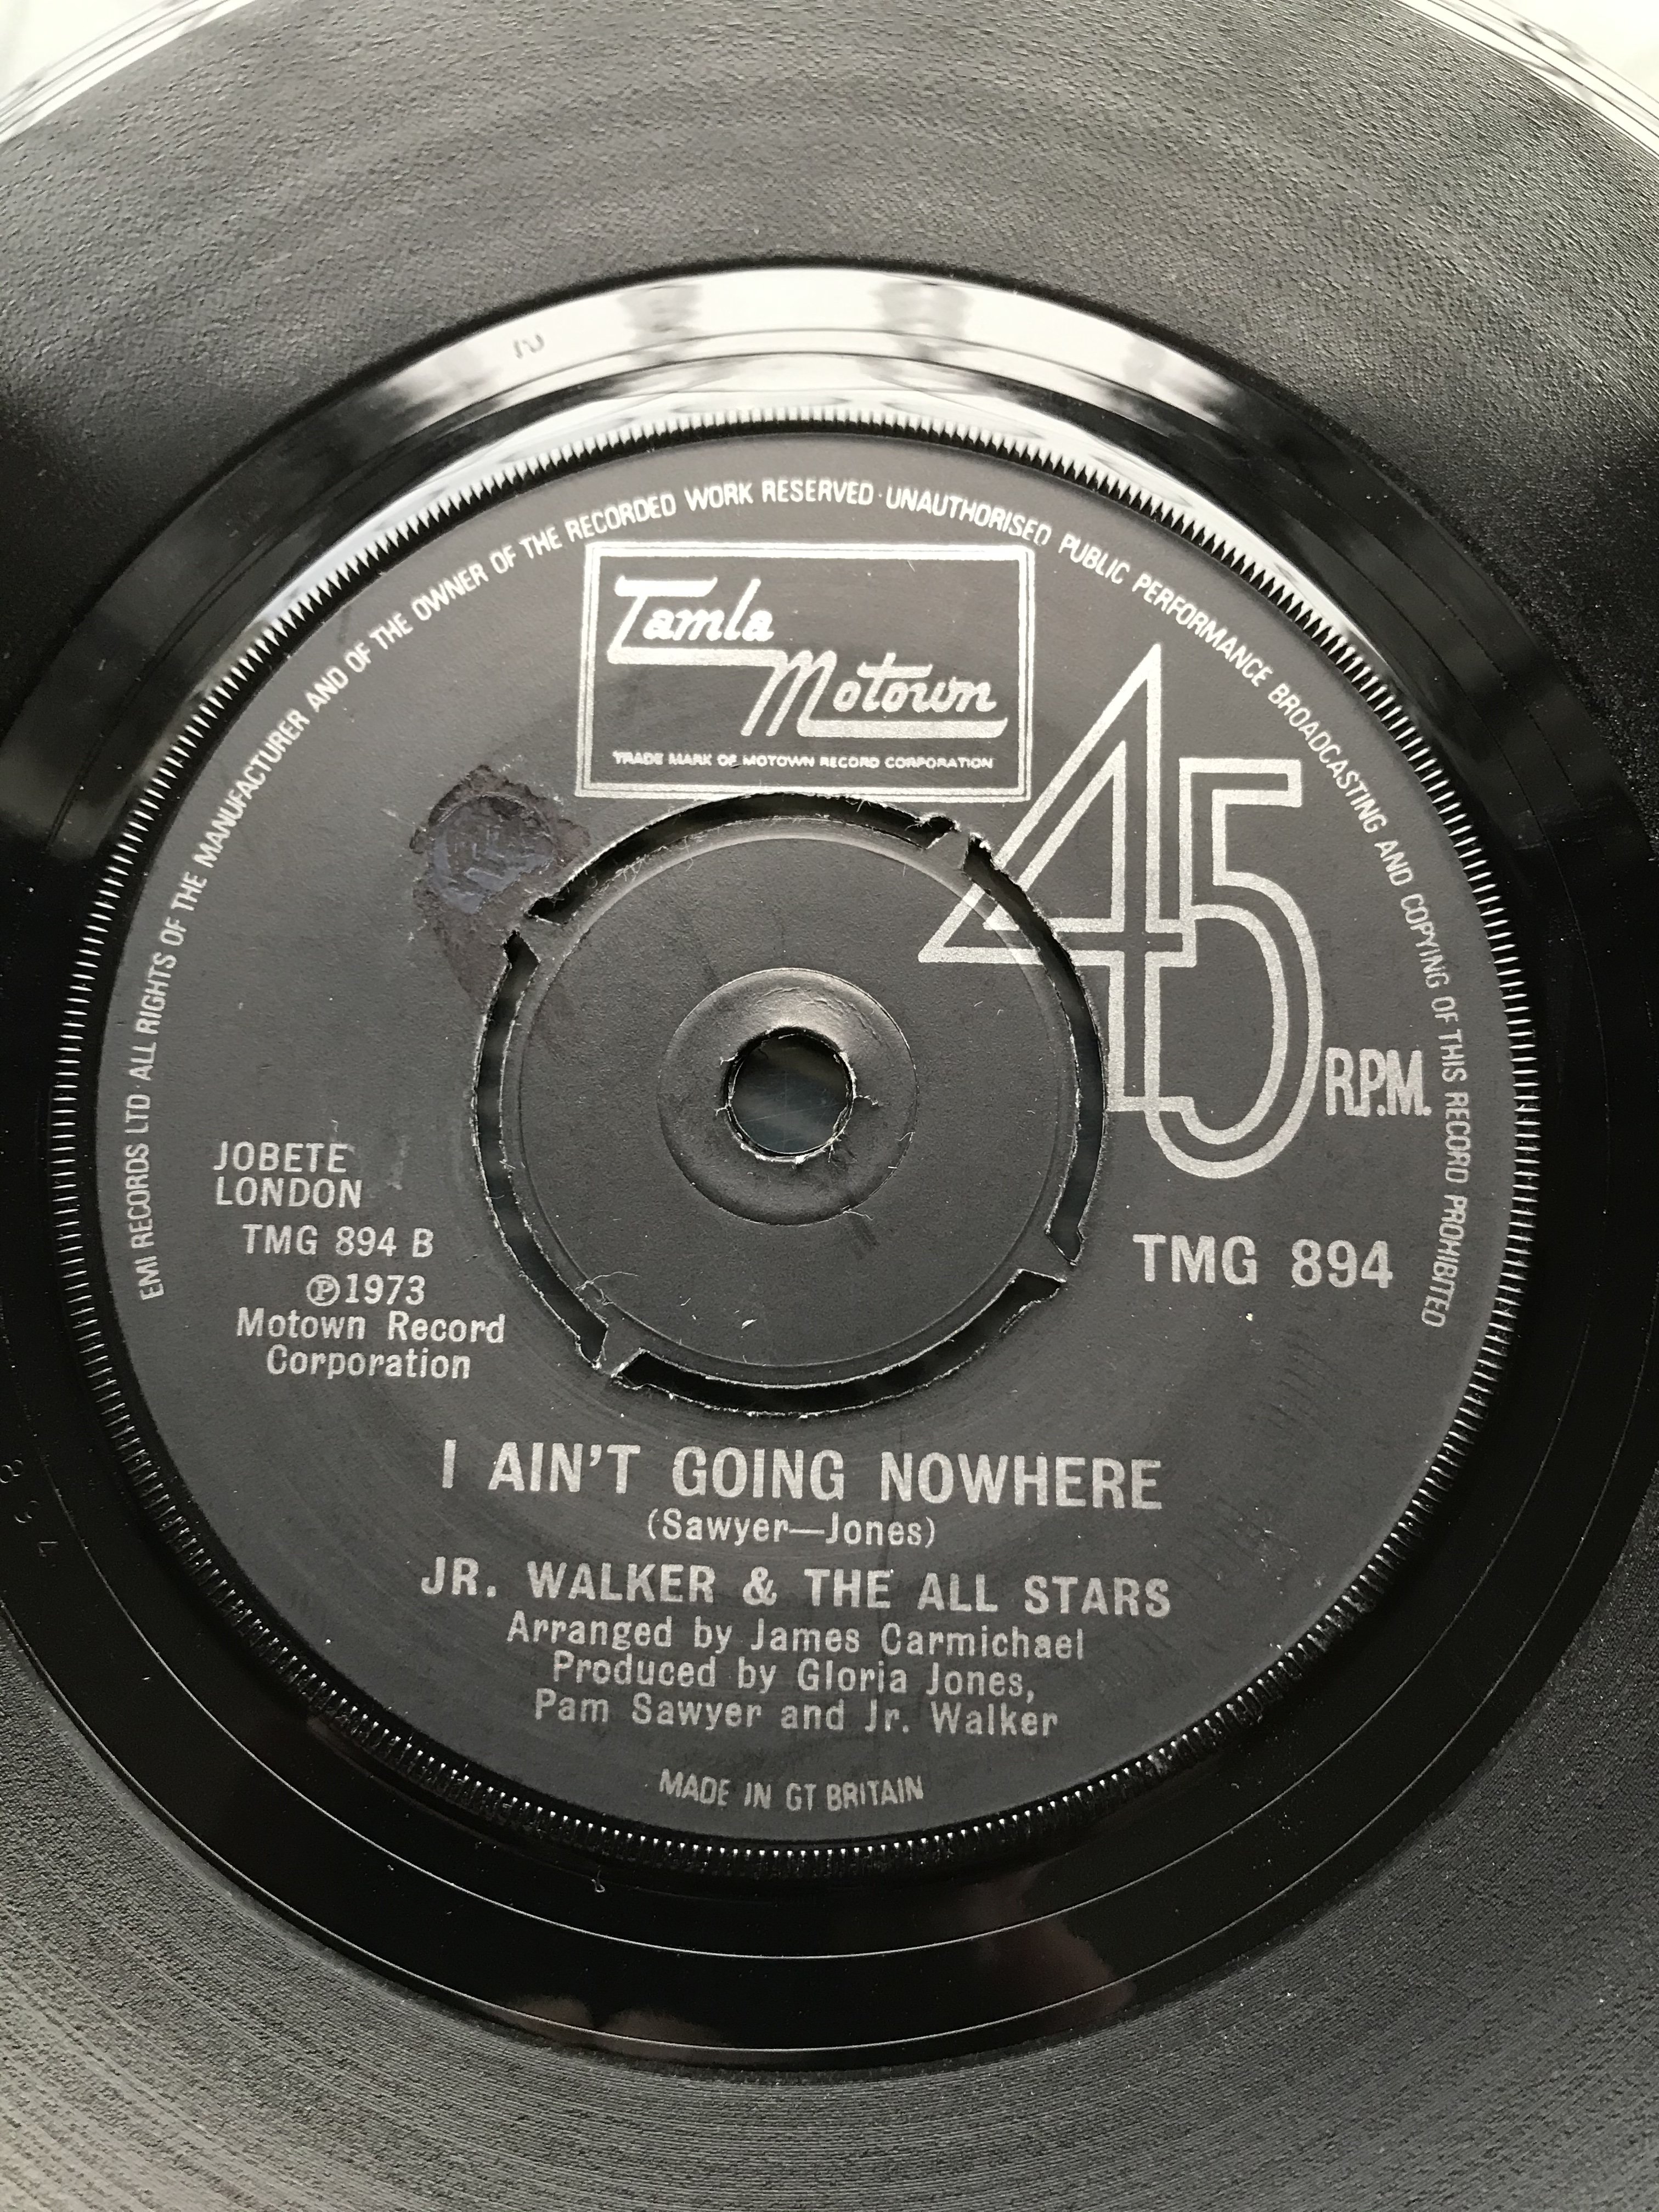 EMI RECORDS LTD · ALL RIGHTS OF THE MANUFACTURER AND OF THE OWNER OF THE RECORDED WORK RESERVED · UNAUTHORISED PUBLIC PERFORMANCE BROADCASTING AND COPYING OF THIS RECORD PROHIBITED
Tamla
Motown
TRADE MARK OF MOTOWN RECORD CORPORATION
45
R.P.M.
JOBETE
LONDON
TMG 894 B
℗1973
Motown Record
Corporation
TMG 894
I AIN'T GOING NOWHERE
(Sawyer—Jones)
JR. WALKER & THE ALL STARS
Arranged by James Carmichael
Produced by Gloria Jones,
Pam Sawyer and Jr. Walker
MADE IN GT BRITAIN